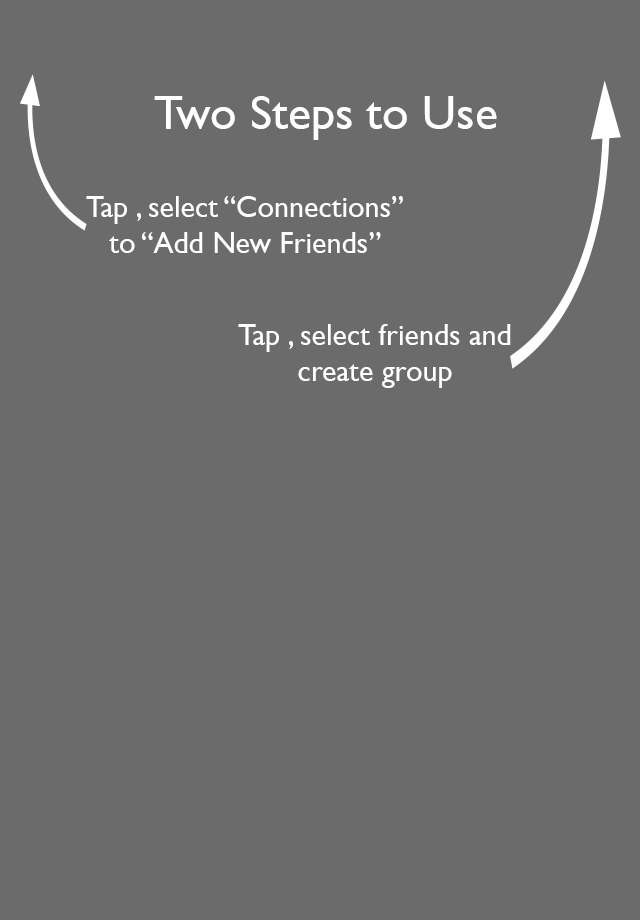 Two Steps to Use
Tap , select “Connections”
to “Add New Friends”
Tap , select friends and
create group